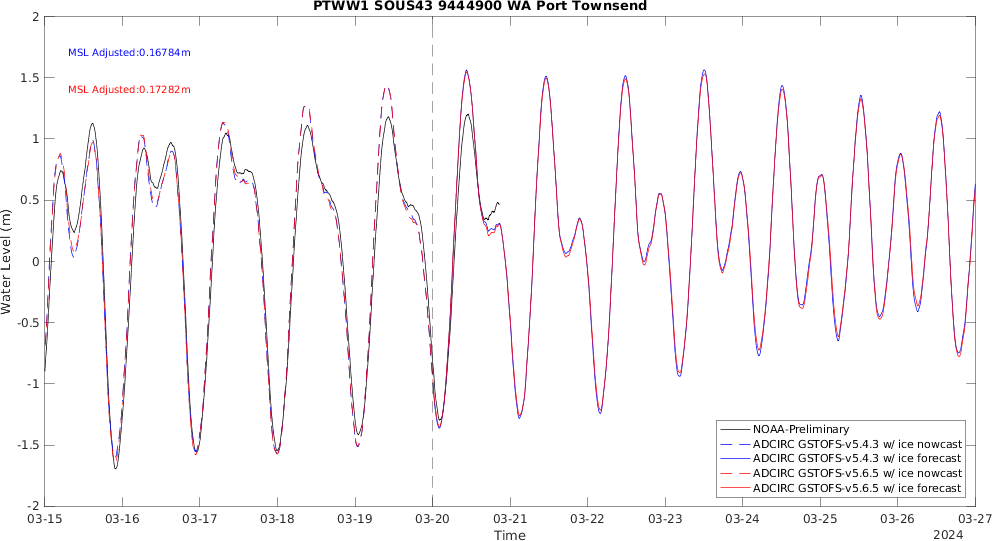 PTWW1 SOUS43 9444900 WA Port Townsend
2
MSL Adjusted:0.16784m
1.5
MSL Adjusted:0.17282m
1
0.5
0
-0.5
-1
-1.5
-2
Water Level (m)
NOAA-Preliminary
ADCIRC GSTOFS-v5.4.3 w/ ice nowcast
ADCIRC GSTOFS-v5.4.3 w/ ice forecast
ADCIRC GSTOFS-v5.6.5 w/ ice nowcast
ADCIRC GSTOFS-v5.6.5 w/ ice forecast
03-15 03-16 03-17 03-18 03-19 03-20 03-21 03-22 03-23 03-24 03-25 03-26 03-27
Time
2024